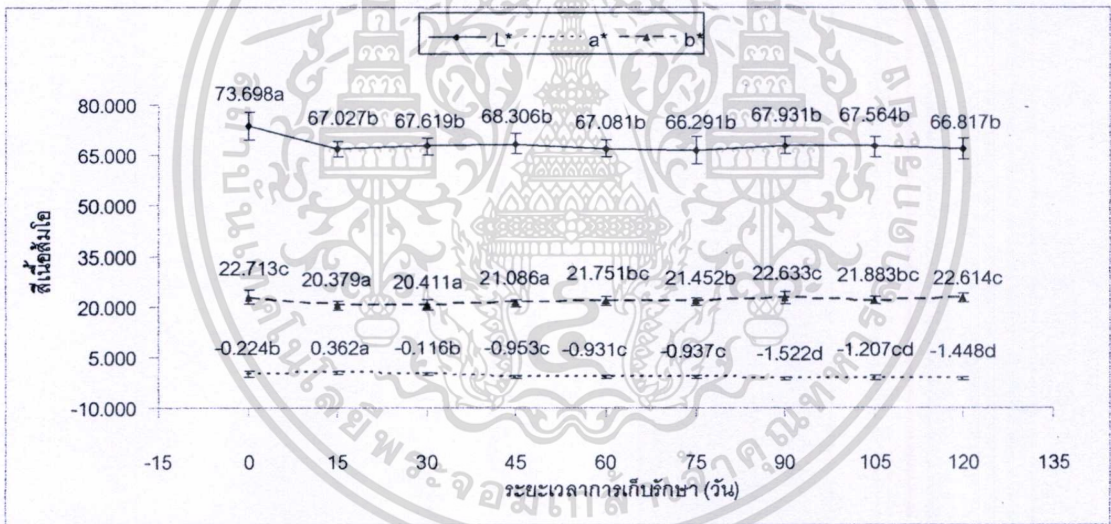 L* a* b*
80.000
65.000
50.000
35.000
20.000
5.000
-10.000
สีเนื้อส้มโอ
73.698a 67.027b 67.619b 68.306b 67.081b 66.291b 67.931b 67.564b 66.817b
22.713c 20.379a 20.411a 21.086a 21.751bc 21.452b 22.633c 21.883bc 22.614c
-0.224b 0.362a -0.116b -0.953c -0.931c -0.937c -1.522d -1.207cd -1.448d
-15 0 15 30 45 60 75 90 105 120 135
ระยะเวลาการเก็บรักษา (วัน)